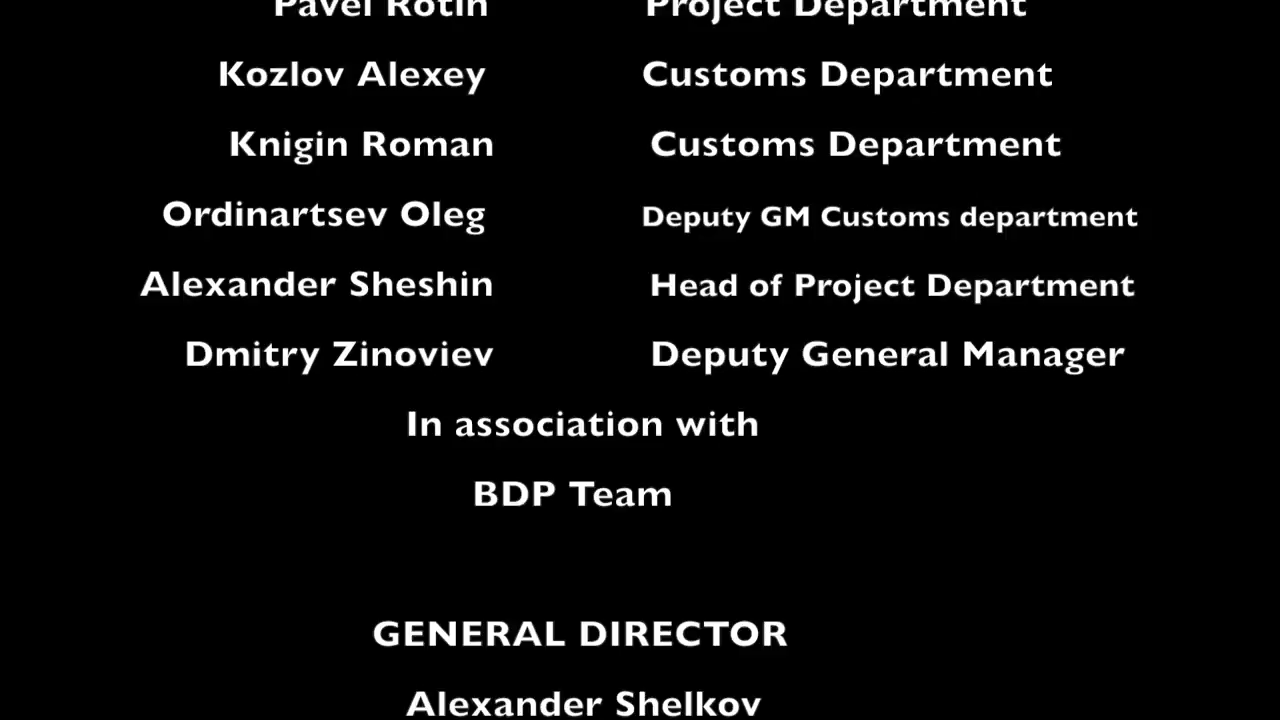 Pavel Rotin Project Department
Kozlov Alexey Customs Department
Knigin Roman Customs Department
Ordinartsev Oleg Deputy GM Customs department
Alexander Sheshin Head of Project Department
Dmitry Zinoviev Deputy General Manager
In association with
BDP Team
GENERAL DIRECTOR
Alexander Shelkov